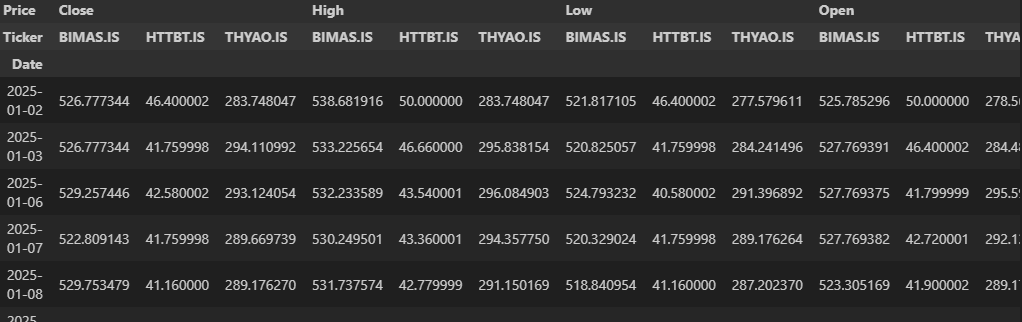 Price Close High Low Open
Ticker BIMAS.IS HTTBT.IS THYAO.IS BIMAS.IS HTTBT.IS THYAO.IS BIMAS.IS HTTBT.IS THYAO.IS BIMAS.IS HTTBT.IS THYA
Date
2025-
01-02 526.777344 46.400002 283.748047 538.681916 50.000000 283.748047 521.817105 46.400002 277.579611 525.785296 50.000000 278.5
2025-
01-03 526.777344 41.759998 294.110992 533.225654 46.660000 295.838154 520.825057 41.759998 284.241496 527.769391 46.400002 284.4
2025-
01-06 529.257446 42.580002 293.124054 532.233589 43.540001 296.084903 524.793232 40.580002 291.396892 527.769375 41.799999 295.5
2025-
01-07 522.809143 41.759998 289.669739 530.249501 43.360001 294.357750 520.329024 41.759998 289.176264 527.769382 42.720001 292.1
2025-
01-08 529.753479 41.160000 289.176270 531.737574 42.779999 291.150169 518.840954 41.160000 287.202370 523.305169 41.900002 289.1
2025-